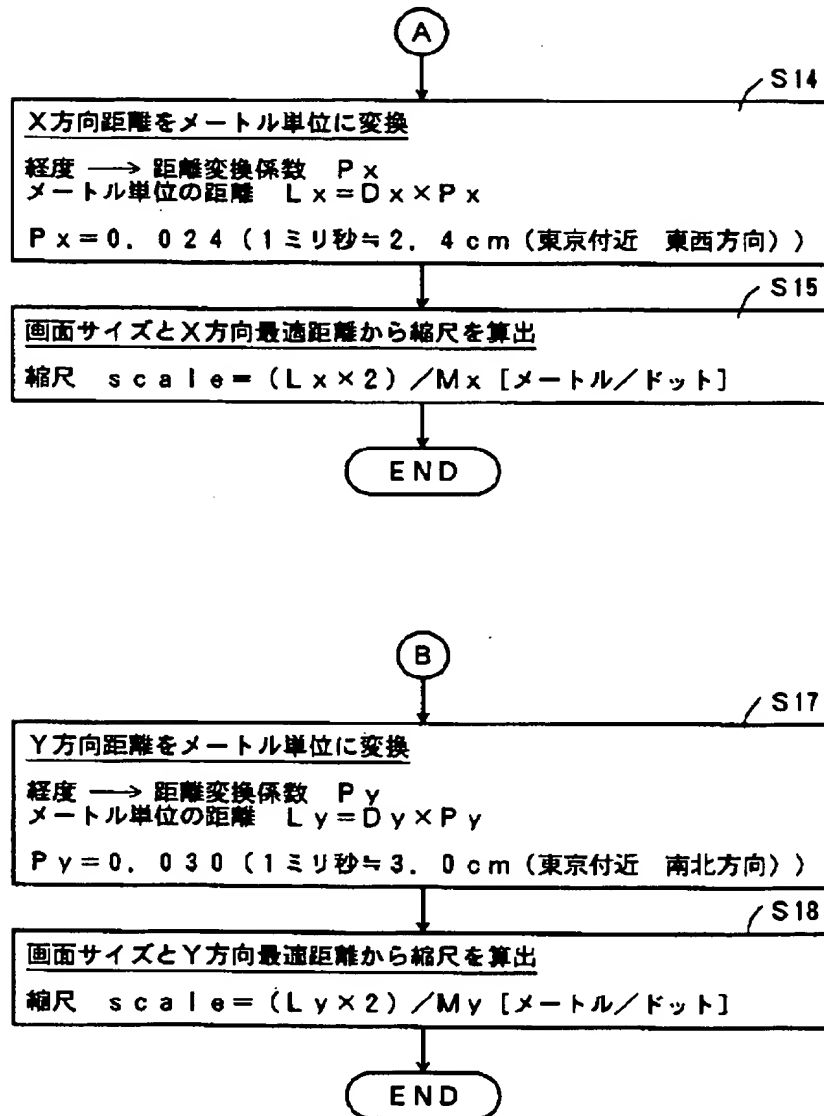 A
S14
X方向距離をメートル単位に変換
経度 ―→ 距離変換係数 Px
メートル単位の距離 Lx=Dx×Px
Px=0.024(1ミリ秒≒2.4cm(東京付近 東西方向))
S15
画面サイズとX方向最適距離から縮尺を算出
縮尺 scale=(Lx×2)/Mx[メートル/ドット]
END
B
S17
Y方向距離をメートル単位に変換
経度 ―→ 距離変換係数 Py
メートル単位の距離 Ly=Dy×Py
Py=0.030(1ミリ秒≒3.0cm(東京付近 南北方向))
S18
画面サイズとY方向最適距離から縮尺を算出
縮尺 scale=(Ly×2)/My[メートル/ドット]
END